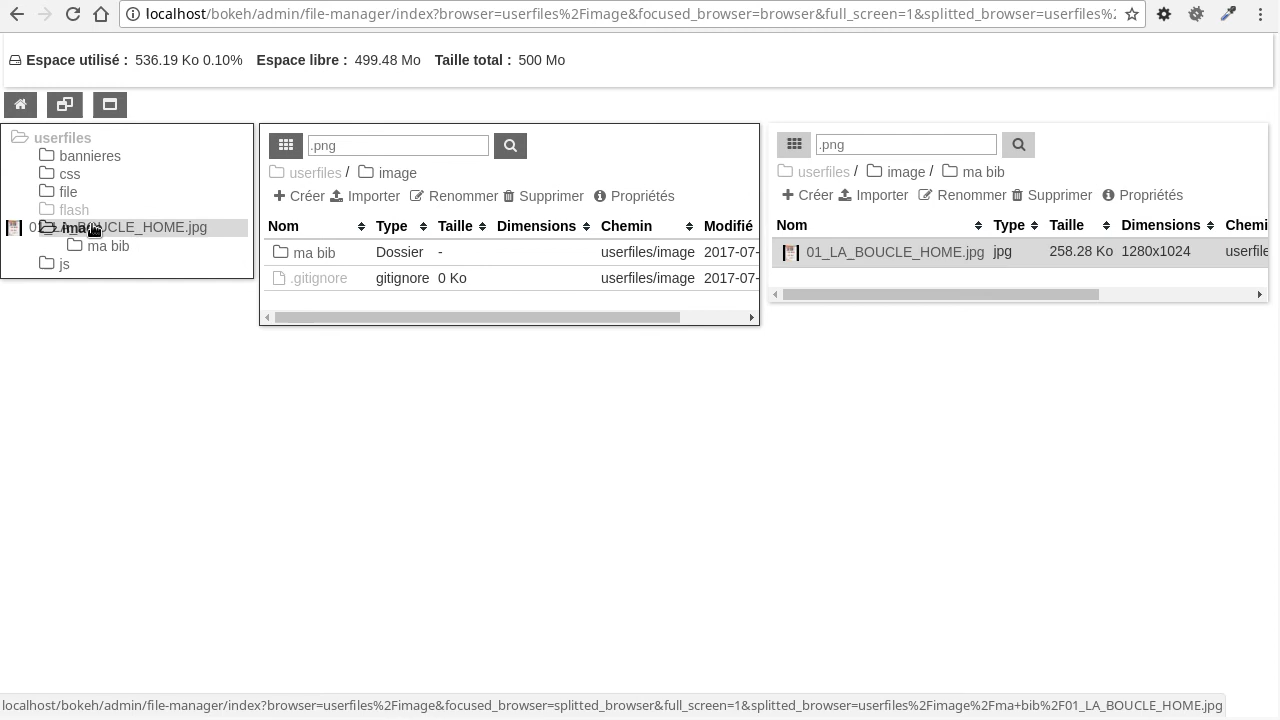 localhost/bokeh/admin/file-manager/index?browser=userfiles%2Fimage&focused_browser=browser&full_screen=1&splitted_browser=userfiles%2
Espace utilisé : 536.19 Ko 0.10% Espace libre : 499.48 Mo Taille total : 500 Mo
userfiles
bannieres
css
file
flash
01_LA_BOUCLE_HOME.jpg
ma bib
js
.png
userfiles / image
Créer Importer Renommer Supprimer Propriétés
Nom Type Taille Dimensions Chemin Modifié
ma bib Dossier - userfiles/image 2017-07-
.gitignore gitignore 0 Ko userfiles/image 2017-07-
.png
userfiles / image / ma bib
Créer Importer Renommer Supprimer Propriétés
Nom Type Taille Dimensions Chemi
01_LA_BOUCLE_HOME.jpg jpg 258.28 Ko 1280x1024 userfile
localhost/bokeh/admin/file-manager/index?browser=userfiles%2Fimage&focused_browser=splitted_browser&full_screen=1&splitted_browser=userfiles%2Fimage%2Fma+bib%2F01_LA_BOUCLE_HOME.jpg